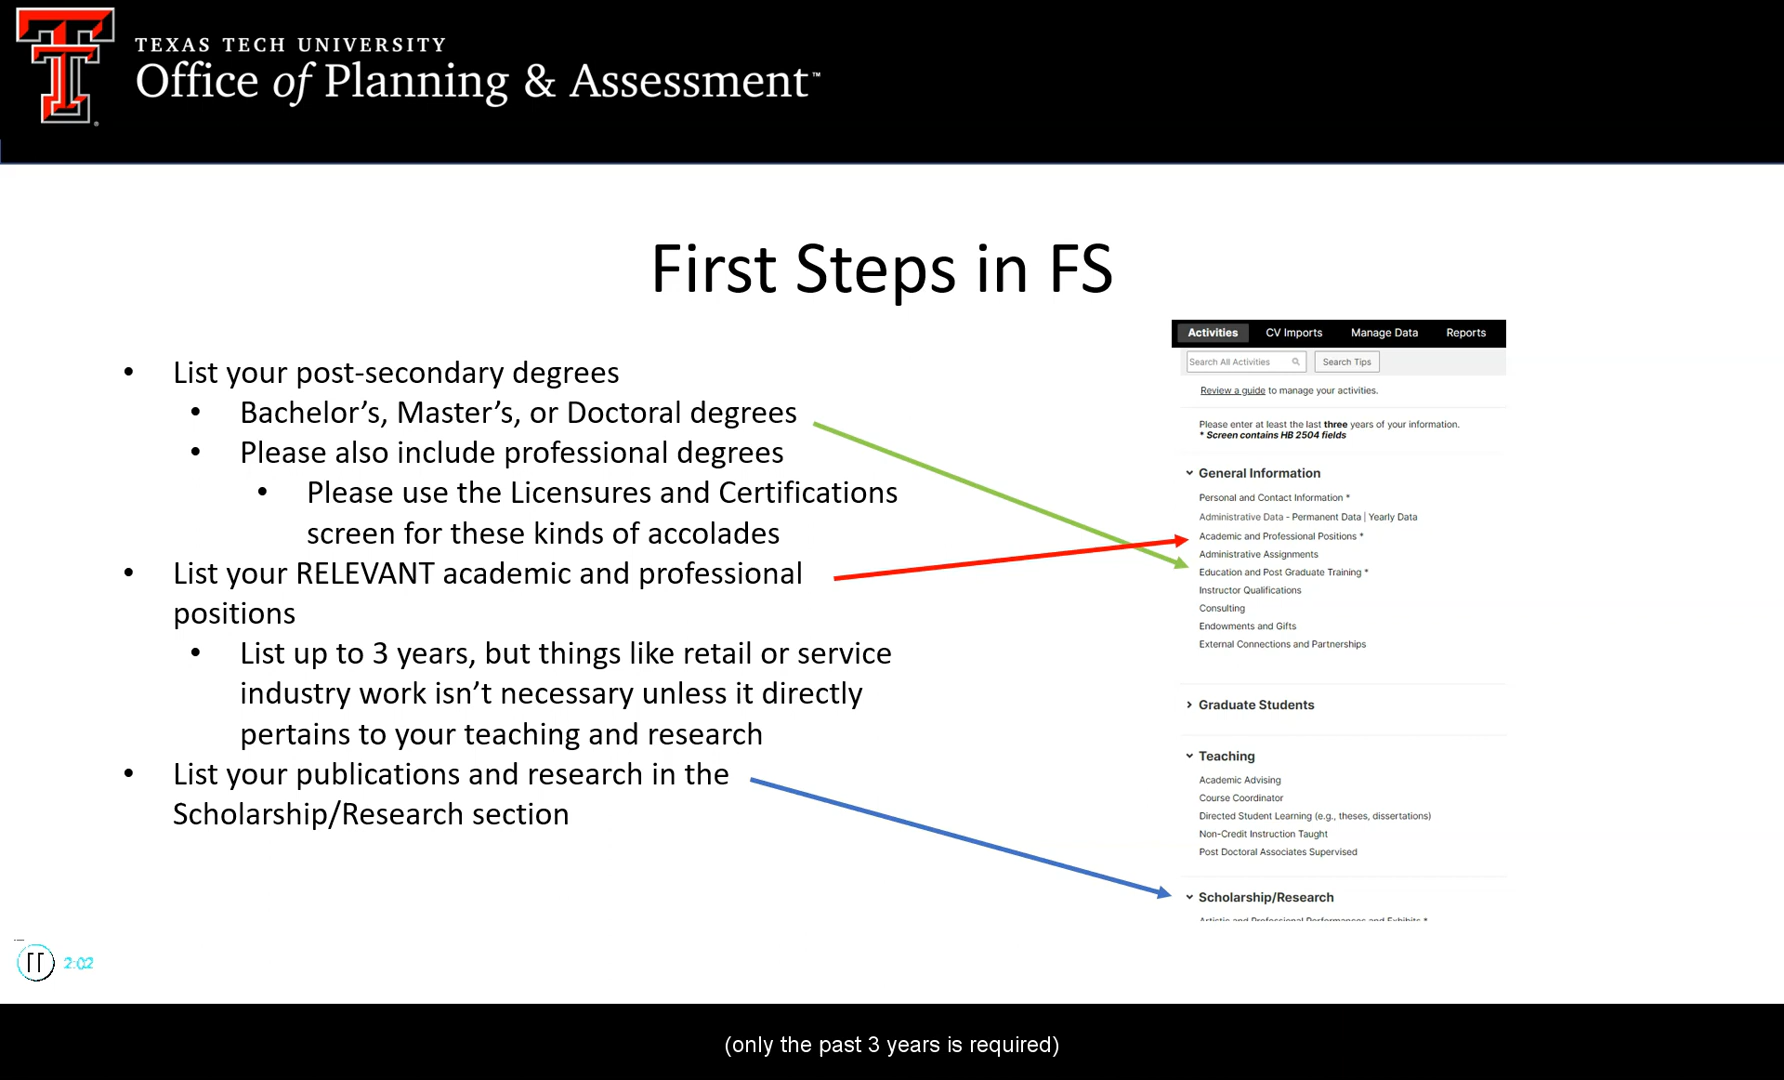 TEXAS TECH UNIVERSITY
Office of Planning & Assessment™
First Steps in FS
• List your post-secondary degrees
• Bachelor’s, Master’s, or Doctoral degrees
• Please also include professional degrees
• Please use the Licensures and Certifications
screen for these kinds of accolades
• List your RELEVANT academic and professional
positions
• List up to 3 years, but things like retail or service
industry work isn’t necessary unless it directly
pertains to your teaching and research
• List your publications and research in the
Scholarship/Research section
Activities CV Imports Manage Data Reports
Search All Activities Search Tips
Review a guide to manage your activities.
Please enter at least the last three years of your information.
* Screen contains HB 2504 fields
General Information
Personal and Contact Information *
Administrative Data - Permanent Data | Yearly Data
Academic and Professional Positions *
Administrative Assignments
Education and Post Graduate Training *
Instructor Qualifications
Consulting
Endowments and Gifts
External Connections and Partnerships
Graduate Students
Teaching
Academic Advising
Course Coordinator
Directed Student Learning (e.g., theses, dissertations)
Non-Credit Instruction Taught
Post Doctoral Associates Supervised
Scholarship/Research
Artistic and Professional Performances and Exhibits *
2:02
(only the past 3 years is required)